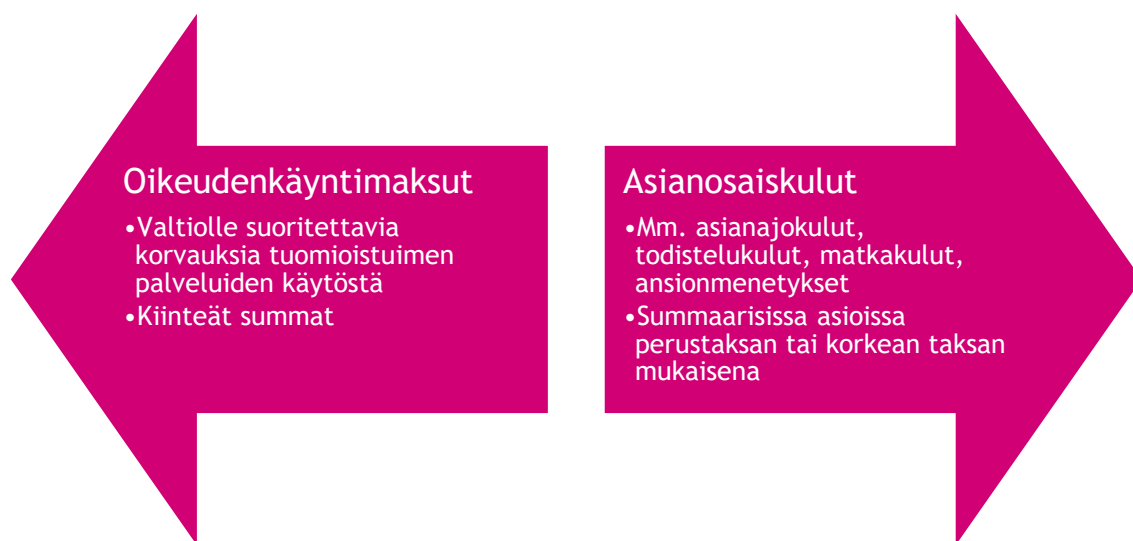 Oikeudenkäyntimaksut
•Valtiolle suoritettavia
korvauksia tuomioistuimen
palveluiden käytöstä
•Kiinteät summat
Asianosaiskulut
•Mm. asianajokulut,
todistelukulut, matkakulut,
ansionmenetykset
•Summaarisissa asioissa
perustaksan tai korkean taksan
mukaisena